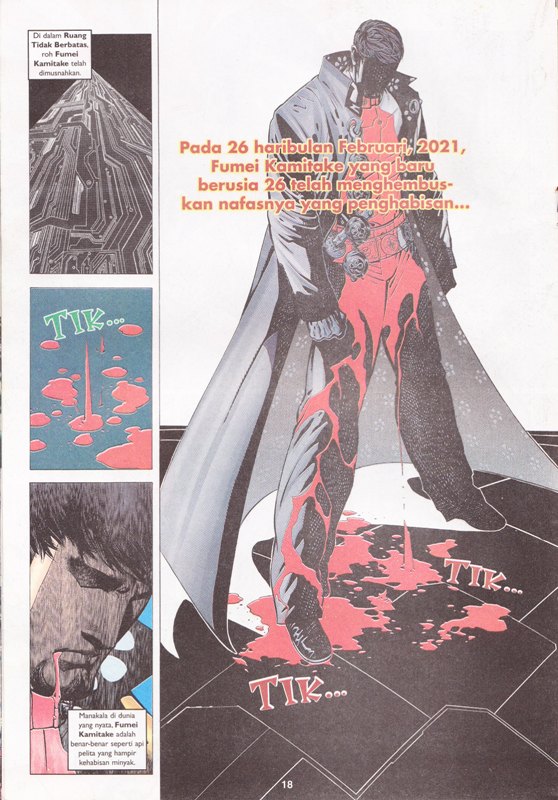 Di dalam Ruang
Tidak Berbatas,
roh Fumei
Kamitake telah
dimusnahkan.
Pada 26 haribulan Februari, 2021,
Fumei Kamitake yang baru
berusia 26 telah menghembus-
kan nafasnya yang penghabisan...
TIK...
TIK...
TIK...
Manakala di dunia
yang nyata, Fumei
Kamitake adalah
benar-benar seperti api
pelita yang hampir
kehabisan minyak.
18